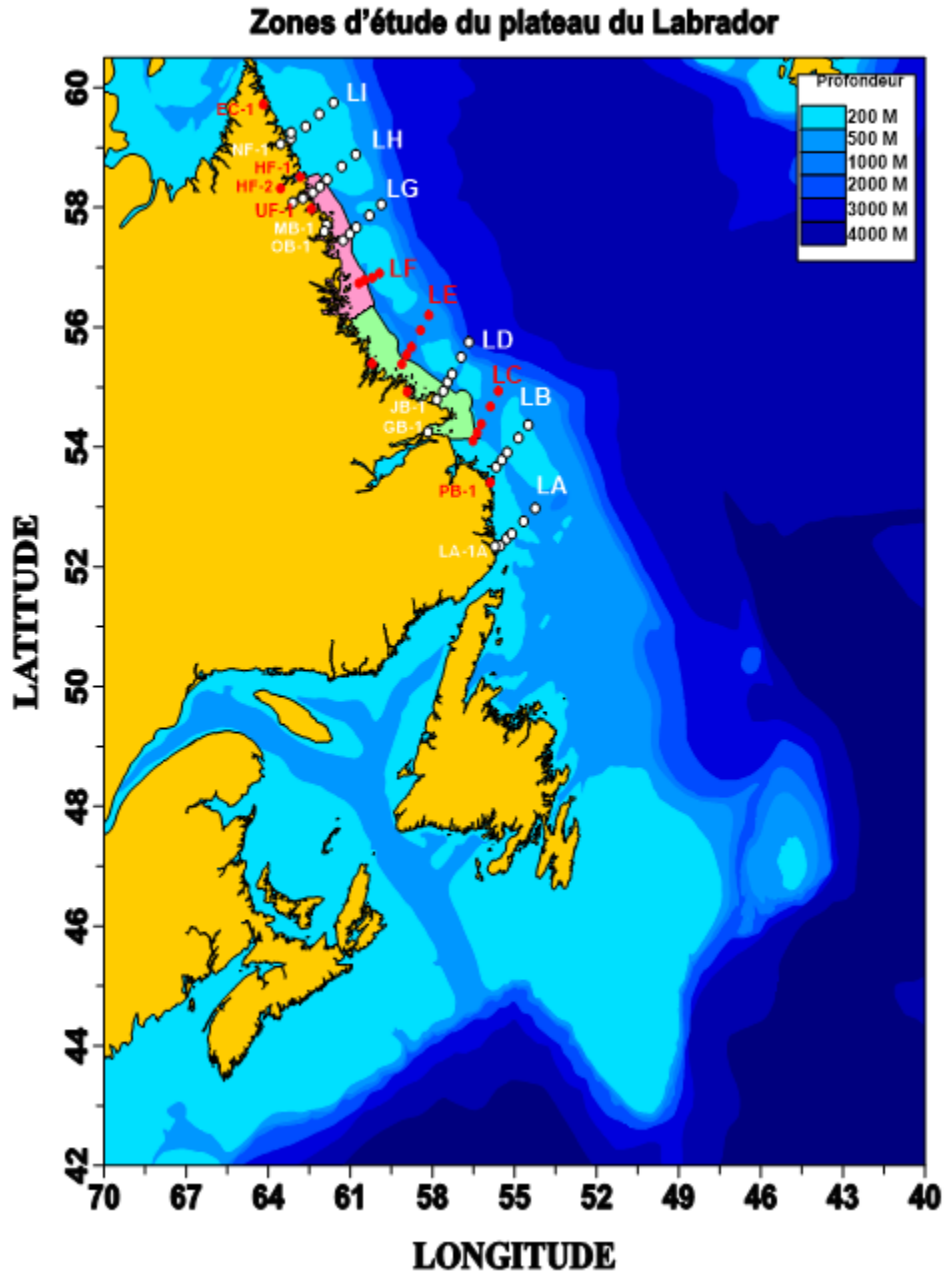 Zones d'étude du plateau du Labrador
Profondeur
200 M
500 M
1000 M
2000 M
3000 M
4000 M
LI
EC-1
LH
NF-1
HF-1
HF-2
LG
UF-1
MB-1
OB-1
LF
LE
LD
LC
LB
JB-1
GB-1
LA
PB-1
LA-1A
LATITUDE
60
58
56
54
52
50
48
46
44
42
70 67 64 61 58 55 52 49 46 43 40
LONGITUDE